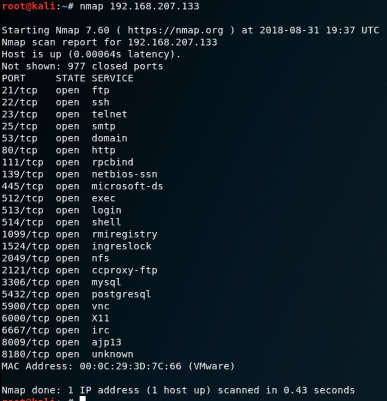 root@kali:~# nmap 192.168.207.133
Starting Nmap 7.60 ( https://nmap.org ) at 2018-08-31 19:37 UTC
Nmap scan report for 192.168.207.133
Host is up (0.00064s latency).
Not shown: 977 closed ports
PORT     STATE SERVICE
21/tcp   open  ftp
22/tcp   open  ssh
23/tcp   open  telnet
25/tcp   open  smtp
53/tcp   open  domain
80/tcp   open  http
111/tcp  open  rpcbind
139/tcp  open  netbios-ssn
445/tcp  open  microsoft-ds
512/tcp  open  exec
513/tcp  open  login
514/tcp  open  shell
1099/tcp open  rmiregistry
1524/tcp open  ingreslock
2049/tcp open  nfs
2121/tcp open  ccproxy-ftp
3306/tcp open  mysql
5432/tcp open  postgresql
5900/tcp open  vnc
6000/tcp open  X11
6667/tcp open  irc
8009/tcp open  ajp13
8180/tcp open  unknown
MAC Address: 00:0C:29:3D:7C:66 (VMware)
Nmap done: 1 IP address (1 host up) scanned in 0.43 seconds
root@kali:~#